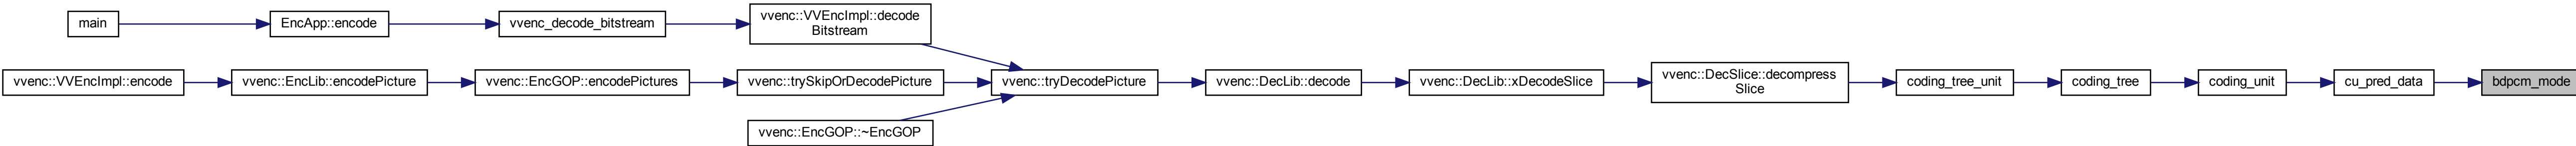 main
EncApp::encode
vvenc_decode_bitstream
vvenc::VVEncImpl::decode
Bitstream
vvenc::VVEncImpl::encode
vvenc::EncLib::encodePicture
vvenc::EncGOP::encodePictures
vvenc::trySkipOrDecodePicture
vvenc::tryDecodePicture
vvenc::DecLib::decode
vvenc::DecLib::xDecodeSlice
vvenc::DecSlice::decompress
Slice
coding_tree_unit
coding_tree
coding_unit
cu_pred_data
bdpcm_mode
vvenc::EncGOP::~EncGOP